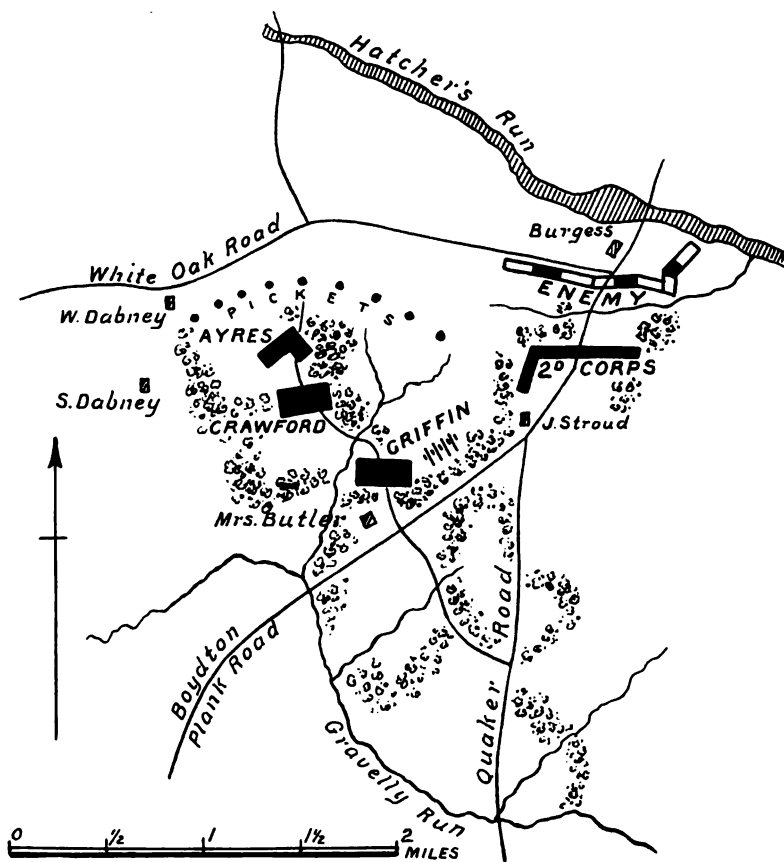 Hatcher's Run
Burgess
White Oak Road
ENEMY
W. Dabney
PICKETS
AYRES
2D CORPS
S. Dabney
CRAWFORD
J. Stroud
GRIFFIN
Mrs. Butler
Boydton
Plank Road
Quaker Road
Gravelly Run
0 1/2 1 1 1/2 2
MILES